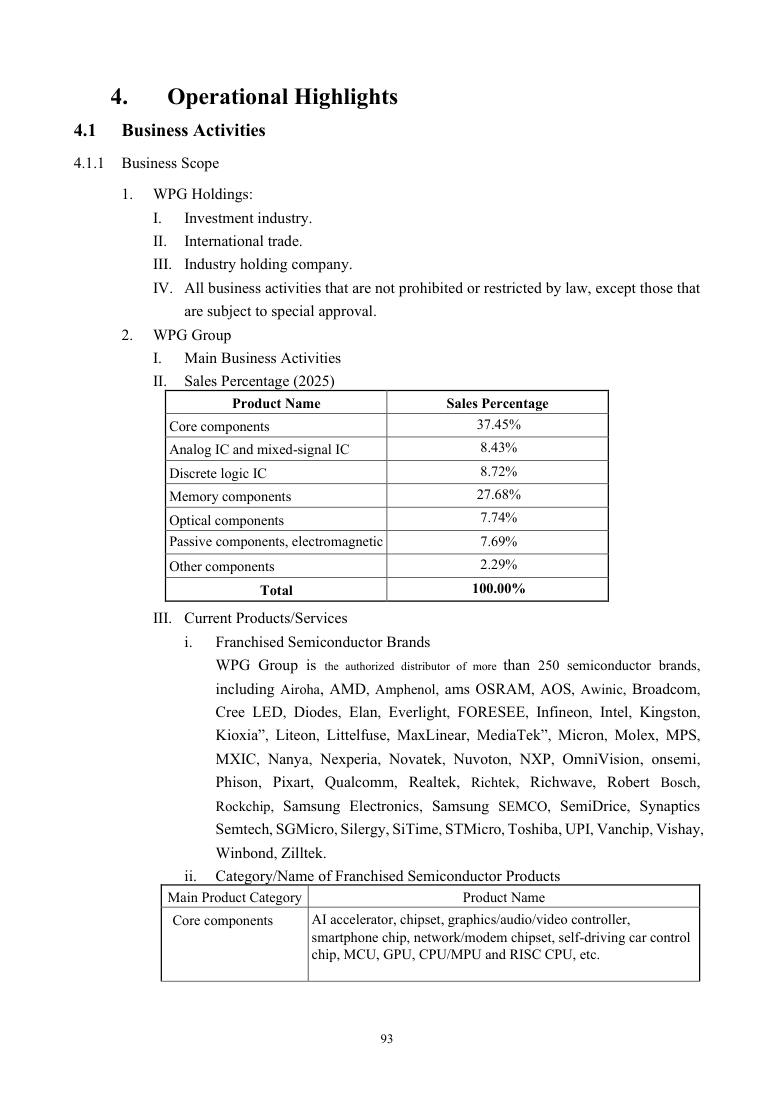 4. Operational Highlights
4.1 Business Activities
4.1.1 Business Scope
1. WPG Holdings:
I. Investment industry.
II. International trade.
III. Industry holding company.
IV. All business activities that are not prohibited or restricted by law, except those that
are subject to special approval.
2. WPG Group
I. Main Business Activities
II. Sales Percentage (2025)
Product Name Sales Percentage
Core components 37.45%
Analog IC and mixed-signal IC 8.43%
Discrete logic IC 8.72%
Memory components 27.68%
Optical components 7.74%
Passive components, electromagnetic 7.69%
Other components 2.29%
Total 100.00%
III. Current Products/Services
i. Franchised Semiconductor Brands
WPG Group is the authorized distributor of more than 250 semiconductor brands,
including Airoha, AMD, Amphenol, ams OSRAM, AOS, Awinic, Broadcom,
Cree LED, Diodes, Elan, Everlight, FORESEE, Infineon, Intel, Kingston,
Kioxia”, Liteon, Littelfuse, MaxLinear, MediaTek”, Micron, Molex, MPS,
MXIC, Nanya, Nexperia, Novatek, Nuvoton, NXP, OmniVision, onsemi,
Phison, Pixart, Qualcomm, Realtek, Richtek, Richwave, Robert Bosch,
Rockchip, Samsung Electronics, Samsung SEMCO, SemiDrice, Synaptics
Semtech, SGMicro, Silergy, SiTime, STMicro, Toshiba, UPI, Vanchip, Vishay,
Winbond, Zilltek.
ii. Category/Name of Franchised Semiconductor Products
Main Product Category Product Name
Core components AI accelerator, chipset, graphics/audio/video controller,
smartphone chip, network/modem chipset, self-driving car control
chip, MCU, GPU, CPU/MPU and RISC CPU, etc.
93